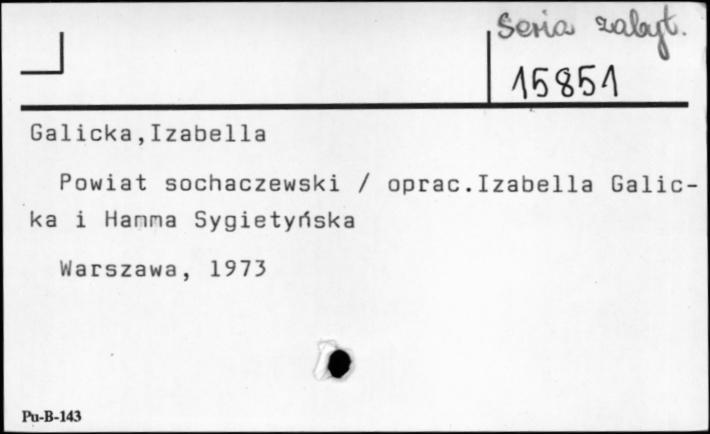 Seria zabyt.
15851
Galicka,Izabella
Powiat sochaczewski / oprac.Izabella Galic-
ka i Hanna Sygietyńska
Warszawa, 1973
Pu-B-143